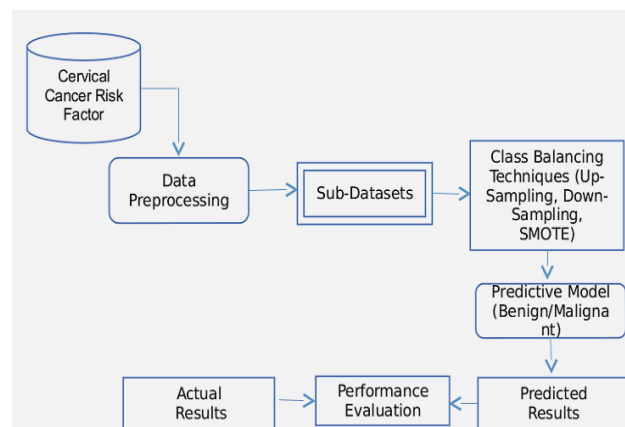 Cervical
Cancer Risk
Factor
Data
Preprocessing
Sub-Datasets
Class Balancing
Techniques (Up-
Sampling, Down-
Sampling,
SMOTE)
Predictive Model
(Benign/Maligna
nt)
Actual
Results
Performance
Evaluation
Predicted
Results